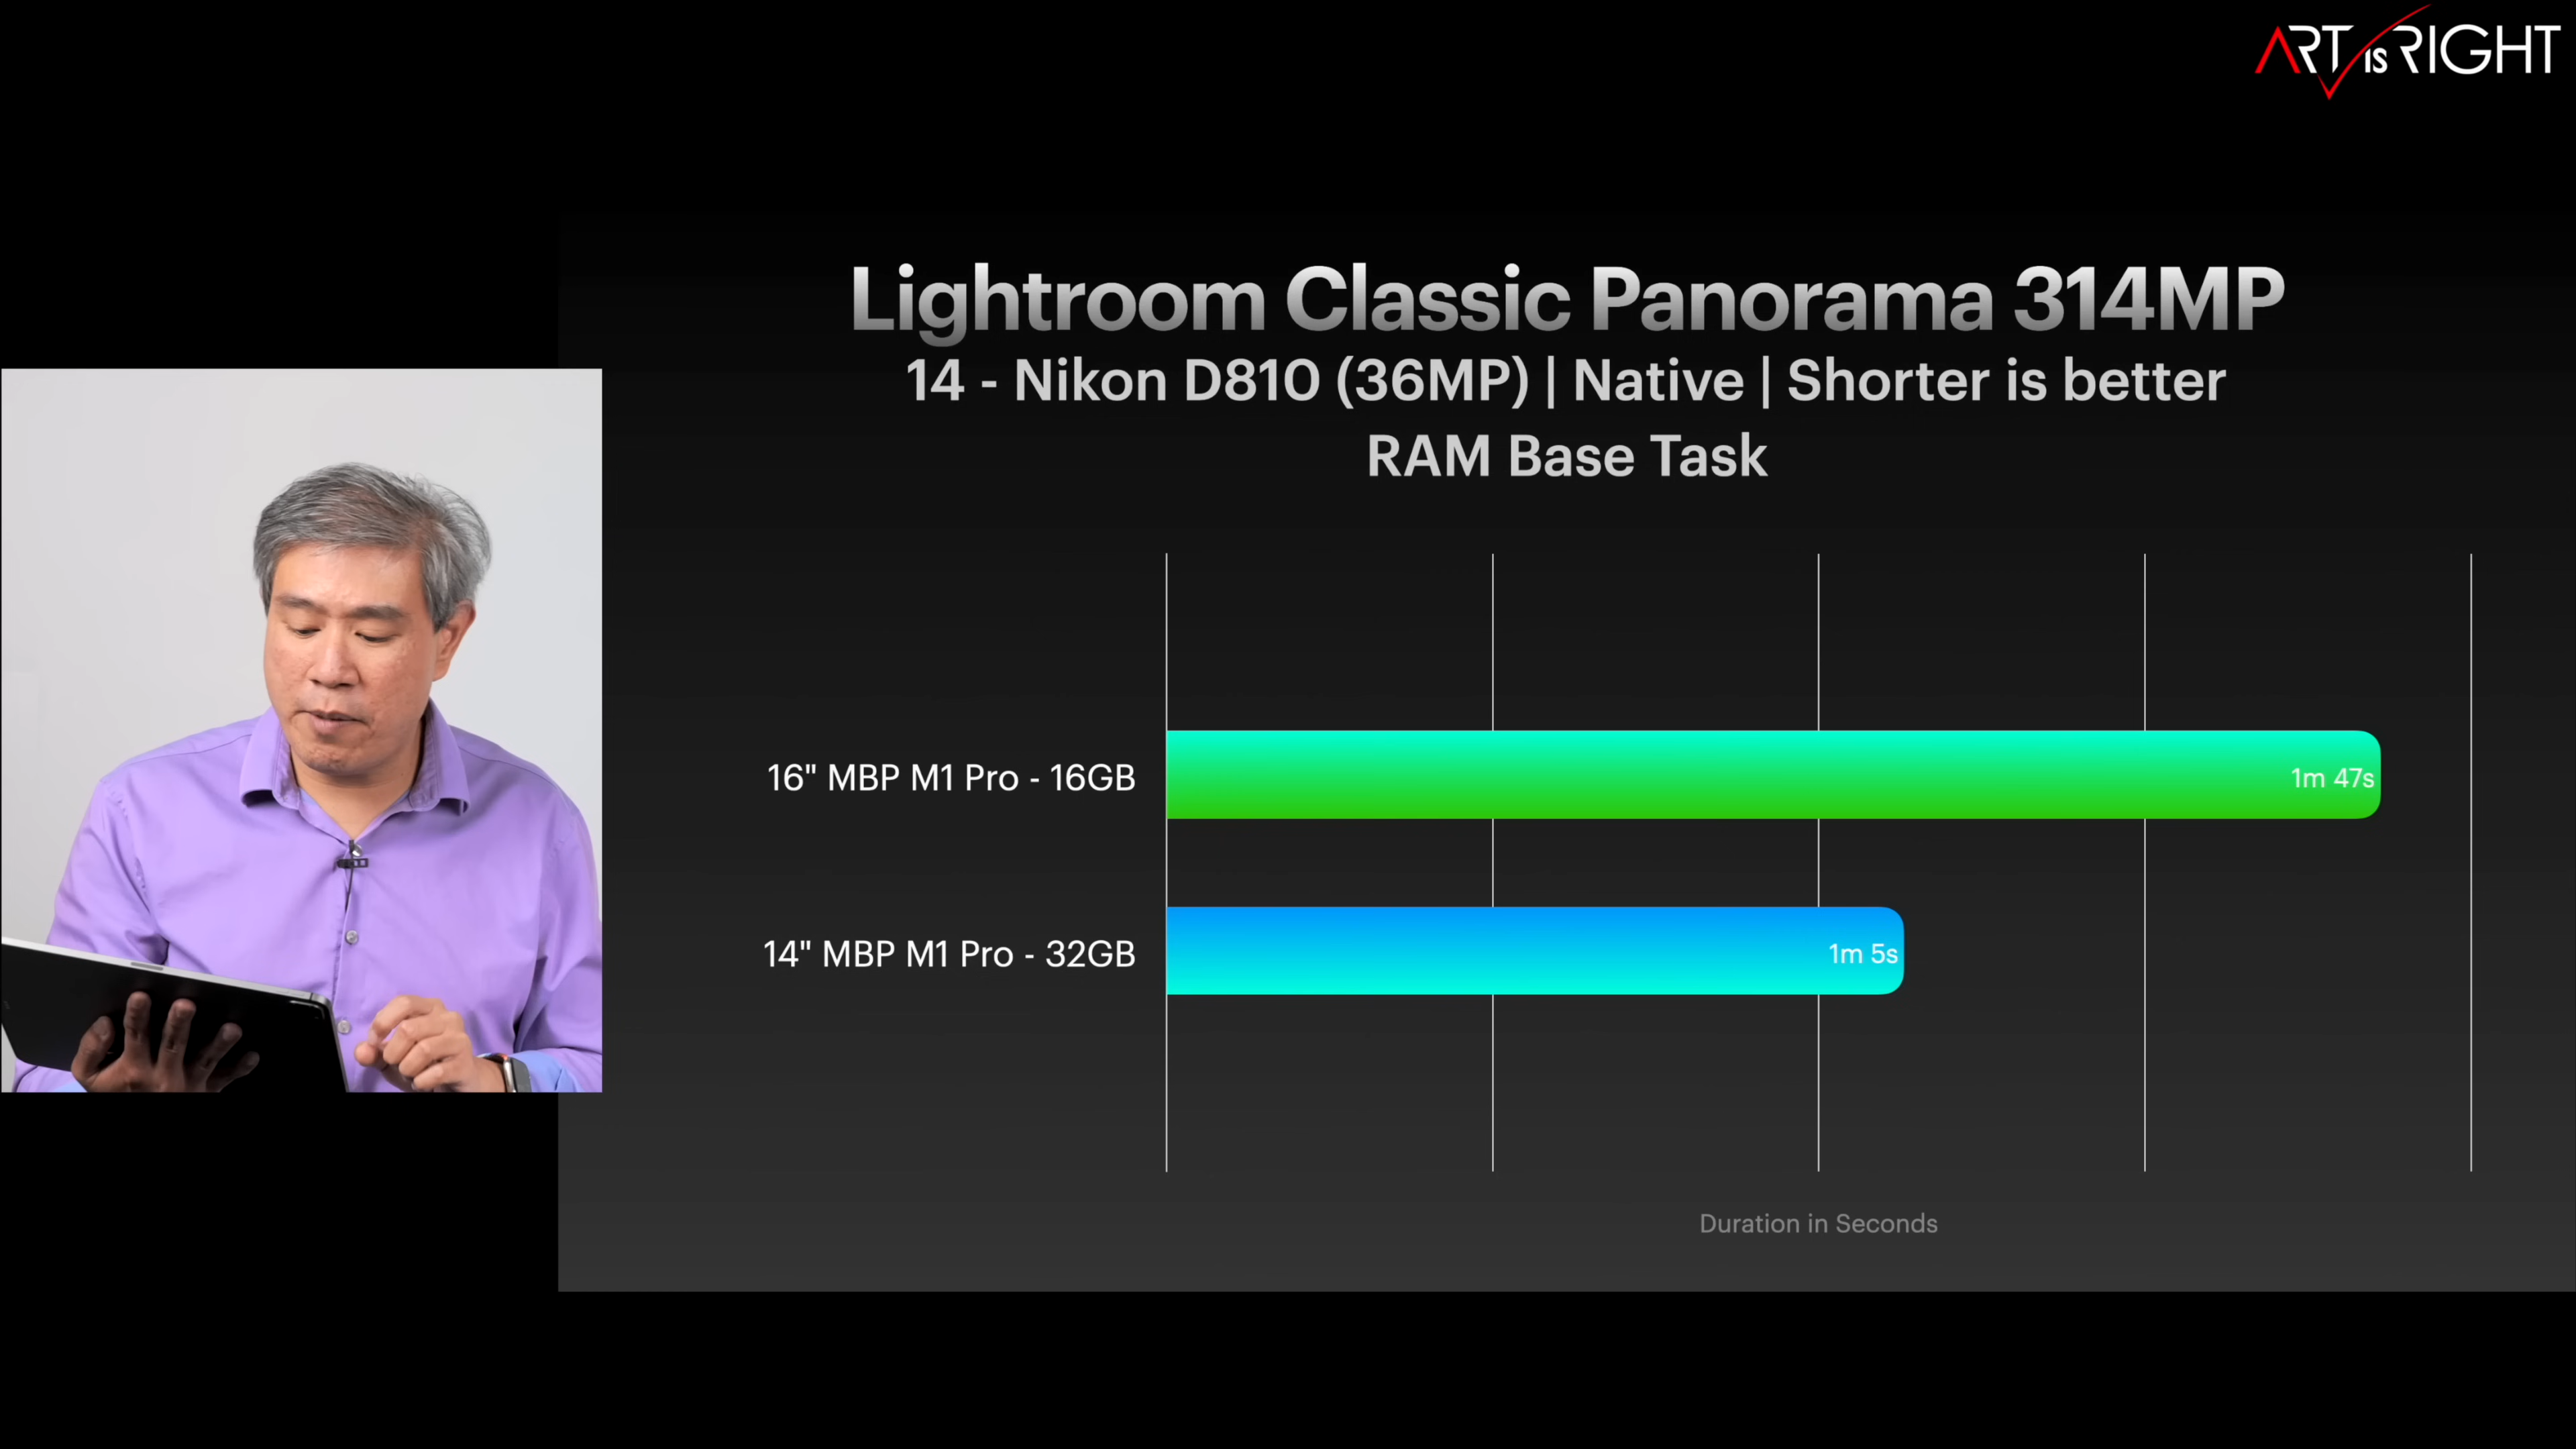 ART IS RIGHT
Lightroom Classic Panorama 314MP
14 - Nikon D810 (36MP) | Native | Shorter is better
RAM Base Task
16" MBP M1 Pro - 16GB
1m 47s
14" MBP M1 Pro - 32GB
1m 5s
Duration in Seconds